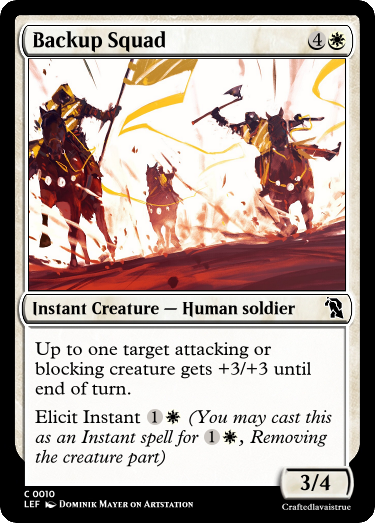 Backup Squad 4
Instant Creature — Human soldier
Up to one target attacking or
blocking creature gets +3/+3 until
end of turn.
Elicit Instant 1 (You may cast this
as an Instant spell for 1 , Removing
the creature part)
3/4
C 0010
LEF Dominik Mayer on Artstation
Craftedlavaistrue